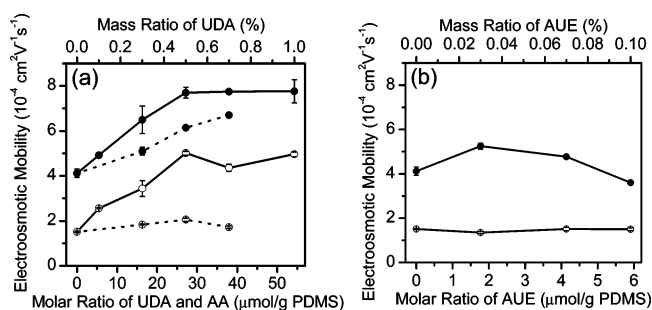 Mass Ratio of UDA (%)
0.0 0.2 0.4 0.6 0.8 1.0
(a)
Electroosmotic Mobility (10⁻⁴ cm²V⁻¹s⁻¹)
8
6
4
2
0
0 10 20 30 40 50
Molar Ratio of UDA and AA (μmol/g PDMS)
Mass Ratio of AUE (%)
0.00 0.02 0.04 0.06 0.08 0.10
(b)
Electroosmotic Mobility (10⁻⁴ cm²V⁻¹s⁻¹)
8
6
4
2
0
0 1 2 3 4 5 6
Molar Ratio of AUE (μmol/g PDMS)